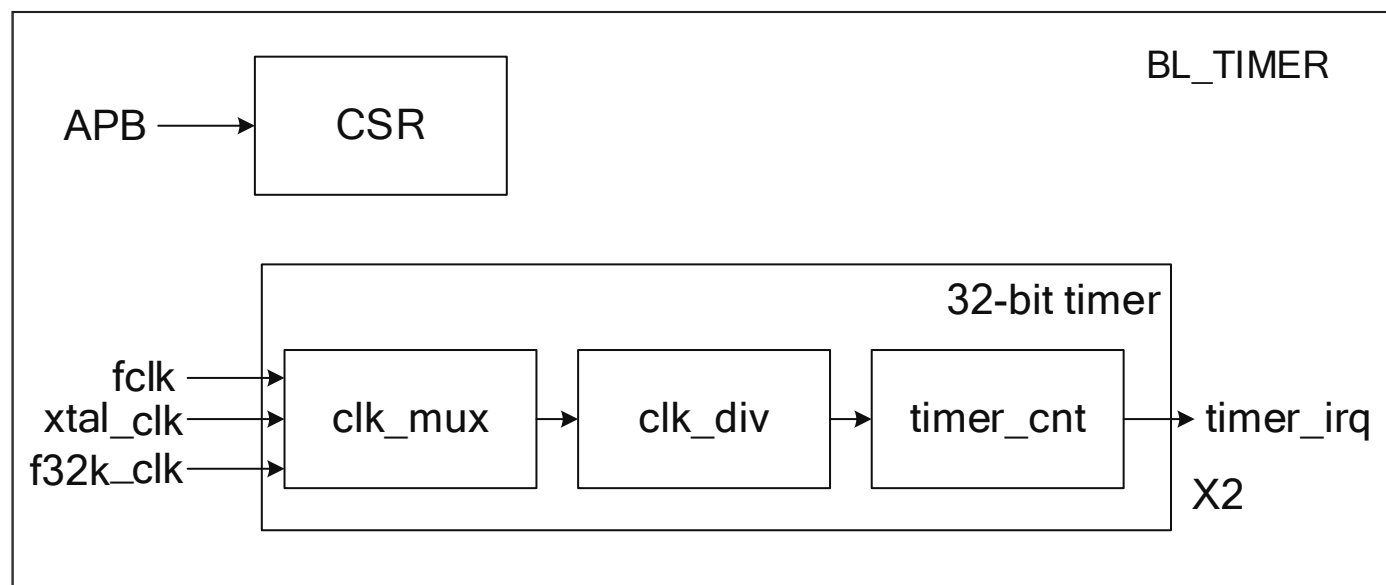 BL_TIMER
APB
CSR
32-bit timer
fclk
xtal_clk
f32k_clk
clk_mux
clk_div
timer_cnt
timer_irq
X2